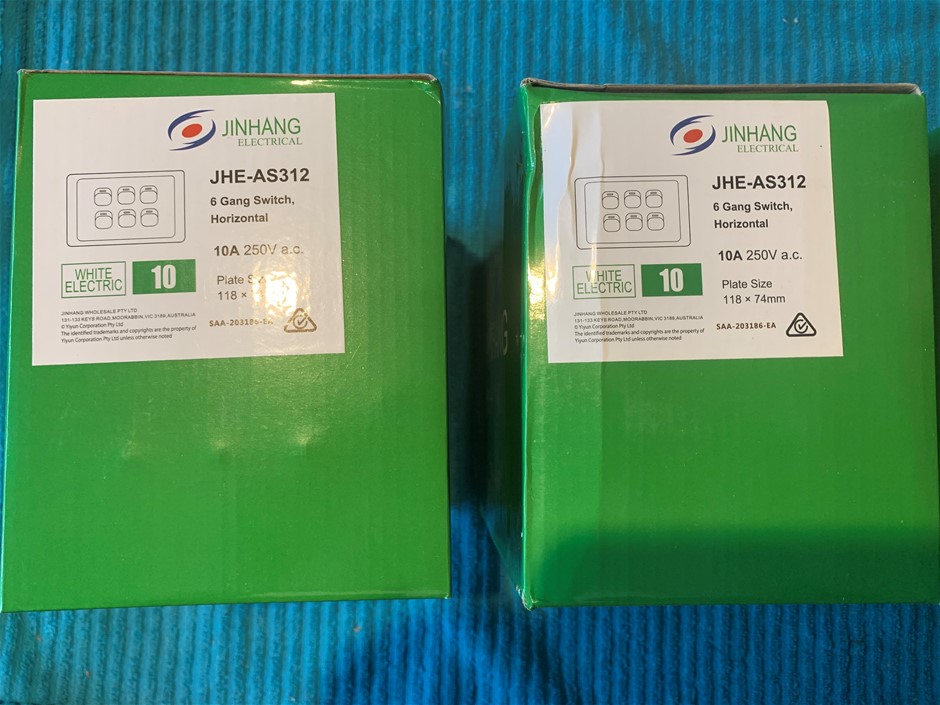 JINHANG
ELECTRICAL
JHE-AS312
6 Gang Switch,
Horizontal
10A 250V a.c.
WHITE
ELECTRIC
10
Plate
118 ×
JINHANG WHOLESALE PTY LTD
131-133 KEYS ROAD, MOORABBIN, VIC 3189, AUSTRALIA
© Yiyun Corporation Pty Ltd
The identified trademarks and copyrights are the property of
Yiyun Corporation Pty Ltd unless otherwise noted
SAA-203186-EA
JINHANG
ELECTRICAL
JHE-AS312
6 Gang Switch,
Horizontal
10A 250V a.c.
WHITE
ELECTRIC
10
Plate Size
118 × 74mm
JINHANG WHOLESALE PTY LTD
131-133 KEYS ROAD, MOORABBIN, VIC 3189, AUSTRALIA
© Yiyun Corporation Pty Ltd
The identified trademarks and copyrights are the property of
Yiyun Corporation Pty Ltd unless otherwise noted
SAA-203186-EA